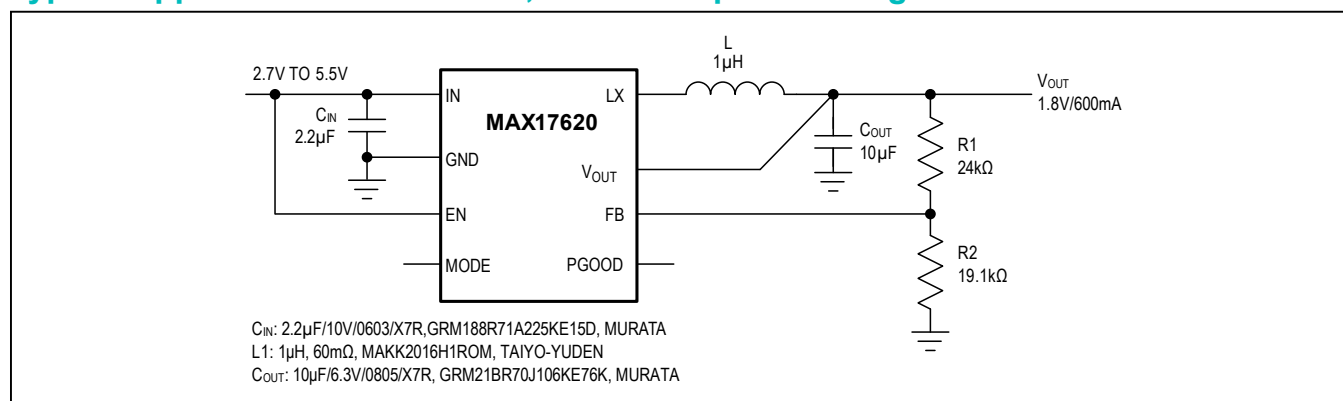 L
1µH
2.7V TO 5.5V
IN
LX
VOUT
1.8V/600mA
MAX17620
CIN
2.2µF
COUT
10µF
R1
24kΩ
GND
VOUT
EN
FB
R2
19.1kΩ
MODE
PGOOD
CIN: 2.2µF/10V/0603/X7R,GRM188R71A225KE15D, MURATA
L1: 1µH, 60mΩ, MAKK2016H1ROM, TAIYO-YUDEN
COUT: 10µF/6.3V/0805/X7R, GRM21BR70J106KE76K, MURATA